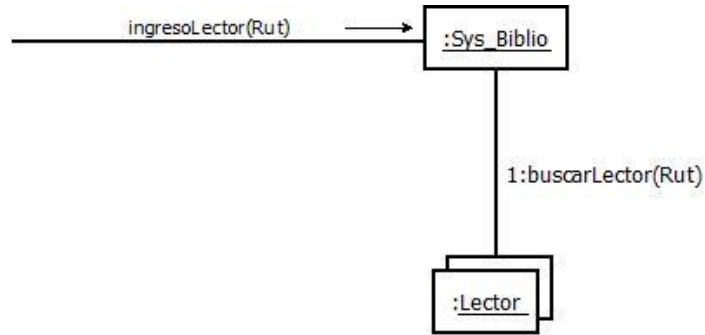 ingresoLector(Rut)
:Sys_Biblio
1:buscarLector(Rut)
:Lector